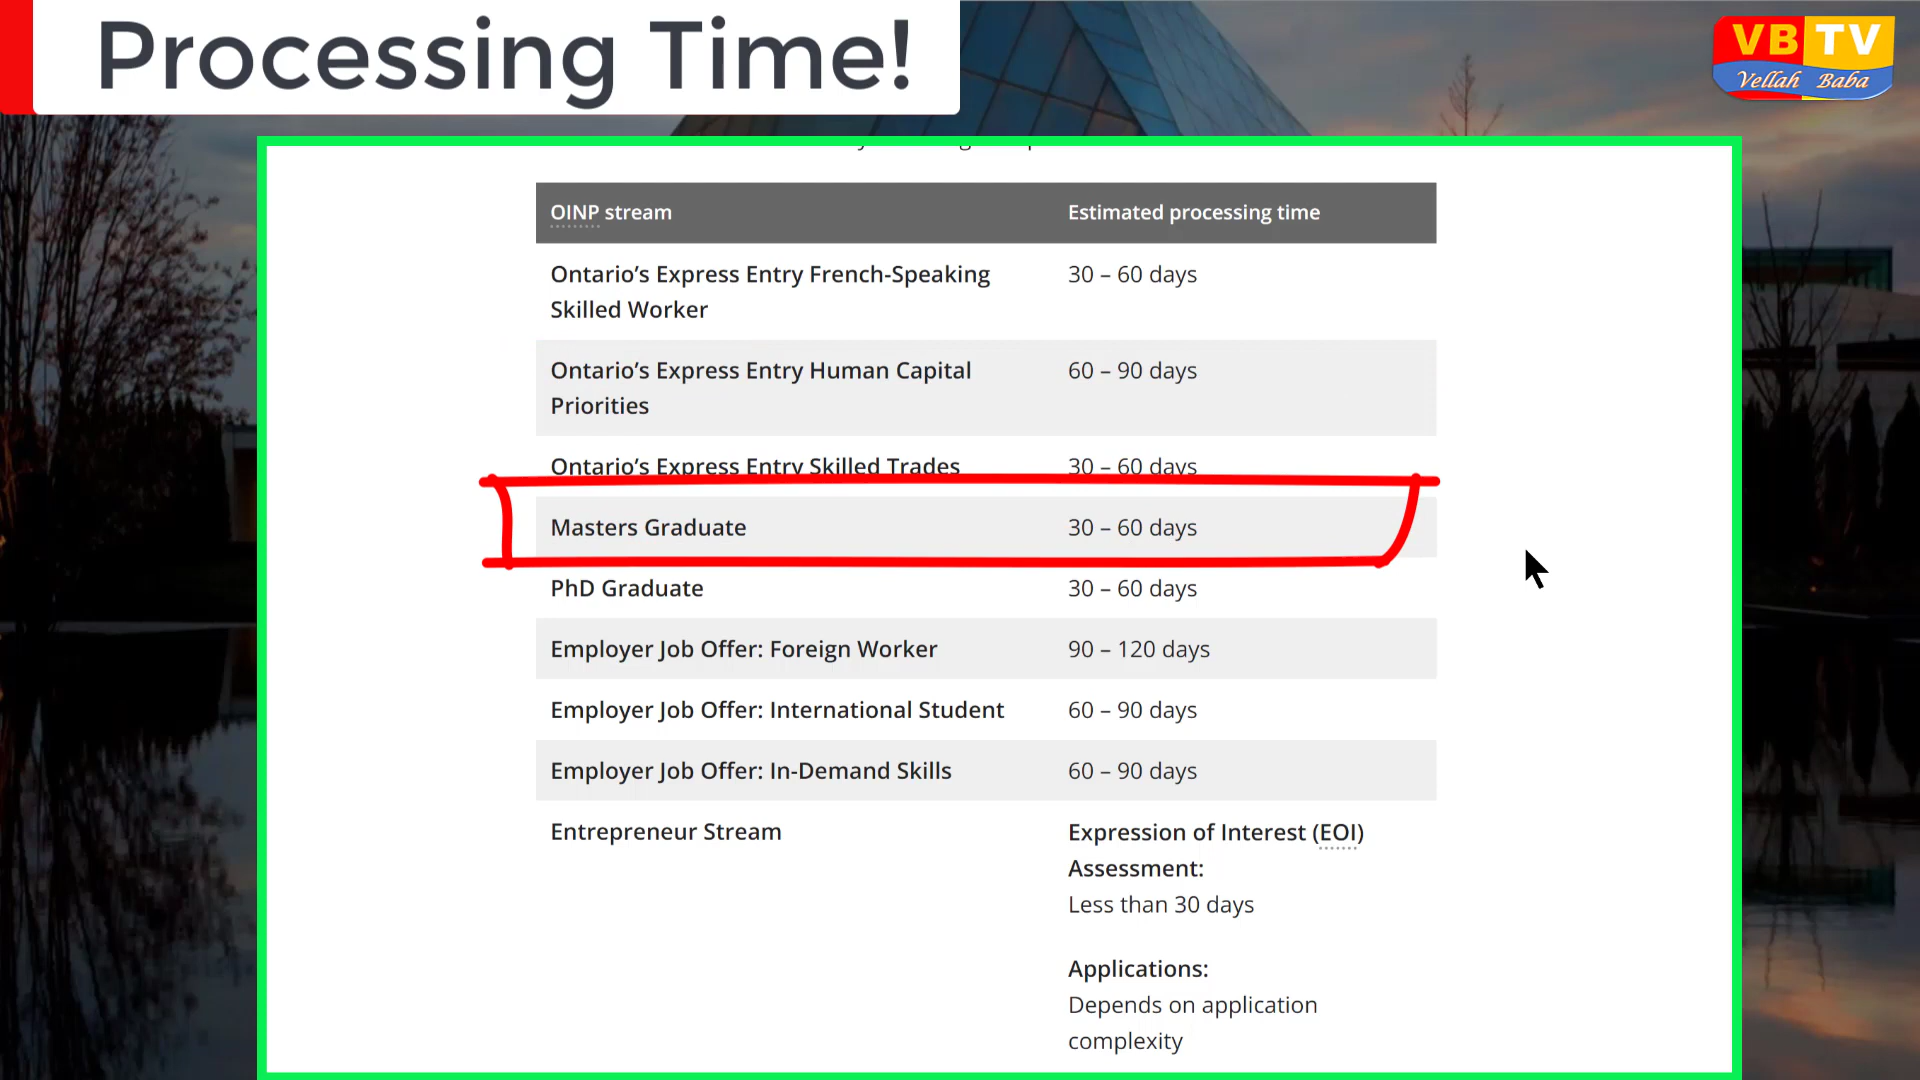 Processing Time!
VB TV
Vellah Baba
OINP stream Estimated processing time
Ontario’s Express Entry French-Speaking 30 – 60 days
Skilled Worker
Ontario’s Express Entry Human Capital 60 – 90 days
Priorities
Ontario’s Express Entry Skilled Trades 30 – 60 days
Masters Graduate 30 – 60 days
PhD Graduate 30 – 60 days
Employer Job Offer: Foreign Worker 90 – 120 days
Employer Job Offer: International Student 60 – 90 days
Employer Job Offer: In-Demand Skills 60 – 90 days
Entrepreneur Stream Expression of Interest (EOI)
Assessment:
Less than 30 days
Applications:
Depends on application
complexity